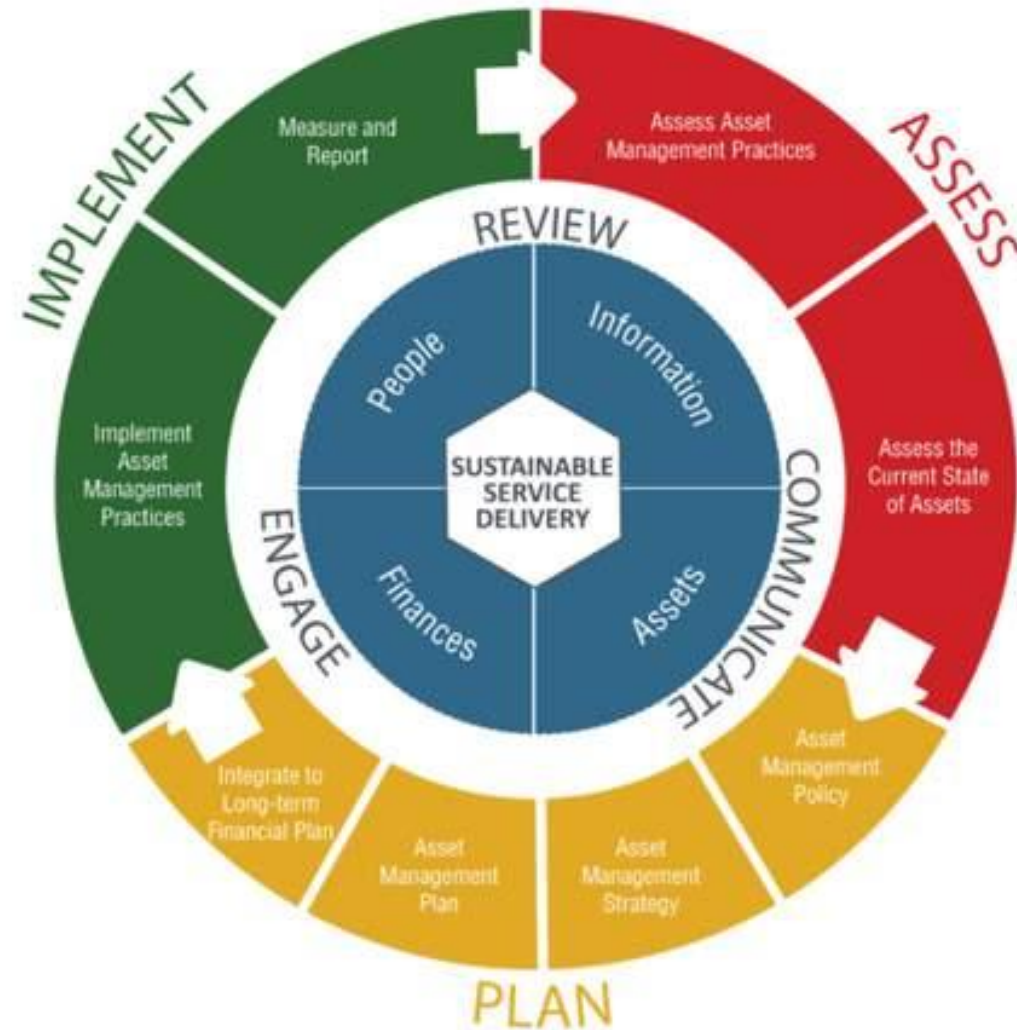 IMPLEMENT
Measure and
Report
Assess Asset
Management Practices
ASSESS
REVIEW
People
Information
Implement
Asset
Management
Practices
SUSTAINABLE
SERVICE
DELIVERY
Assess the
Current State
of Assets
ENGAGE
COMMUNICATE
Finances
Assets
Integrate to
Long-term
Financial Plan
Asset
Management
Plan
Asset
Management
Strategy
Asset
Management
Policy
PLAN